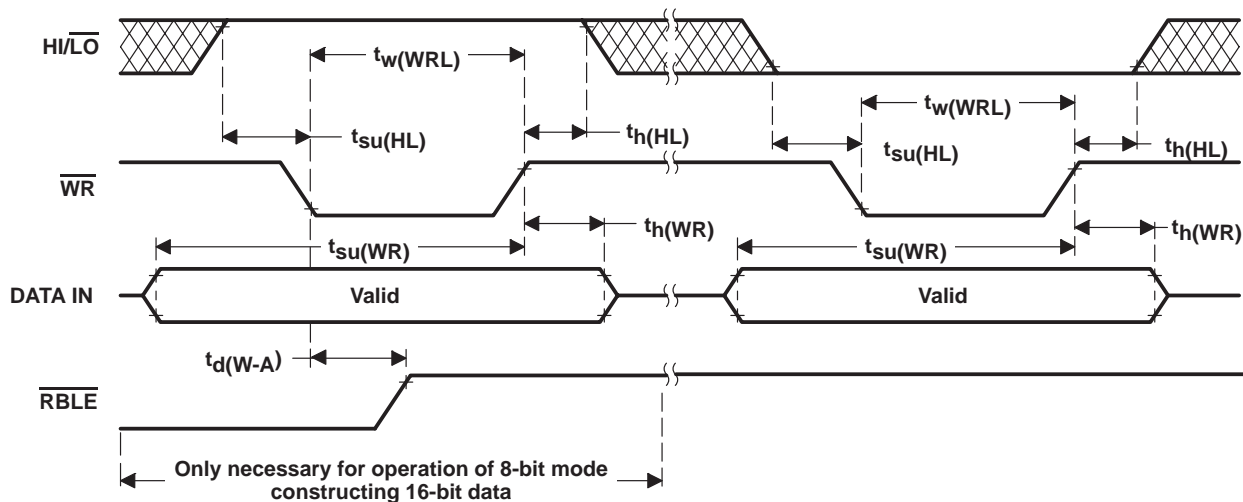 HI/LO
tw(WRL)
tsu(HL)
th(HL)
tw(WRL)
tsu(HL)
th(HL)
WR
tsu(WR)
th(WR)
tsu(WR)
th(WR)
DATA IN
Valid
Valid
td(W-A)
RBLE
Only necessary for operation of 8-bit mode
constructing 16-bit data